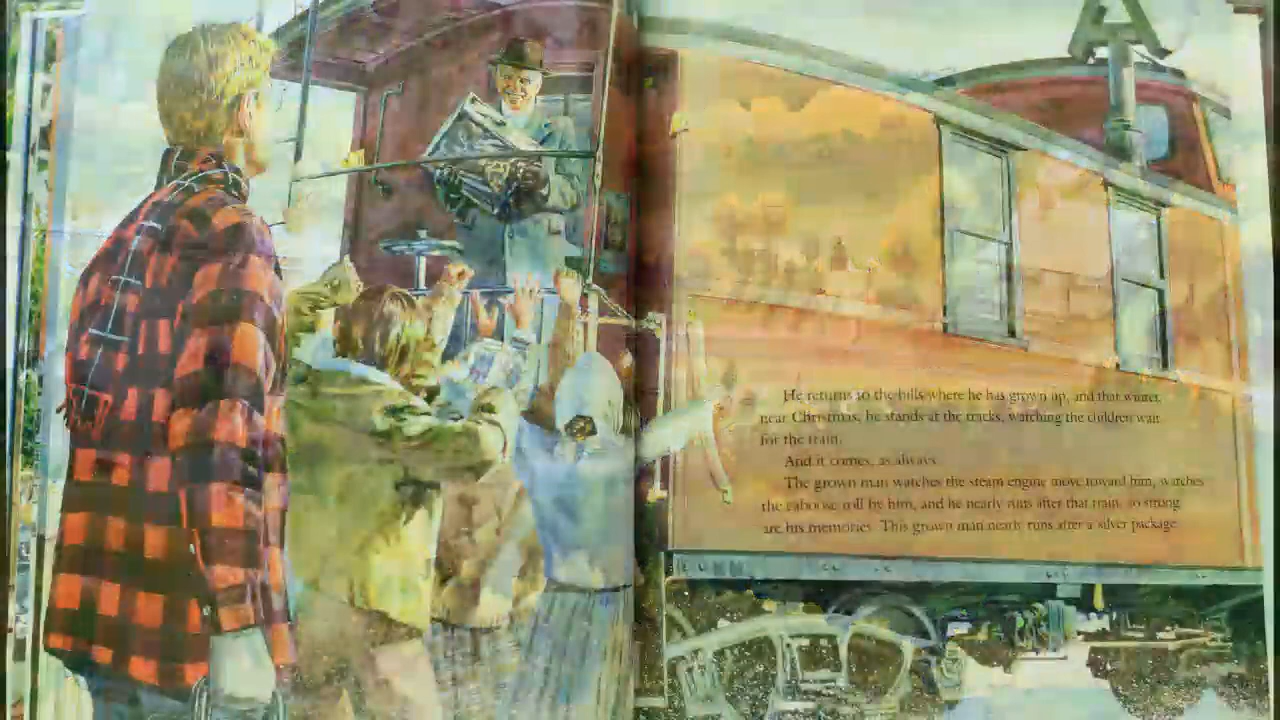 He returns to the hills where he has grown up, and that winter,
near Christmas, he stands at the tracks, watching the children wait
for the train.
And it comes, as always.
The grown man watches the steam engine move toward him, watches
the caboose roll by him, and he nearly runs after that train, so strong
are his memories. This grown man nearly runs after a silver package.